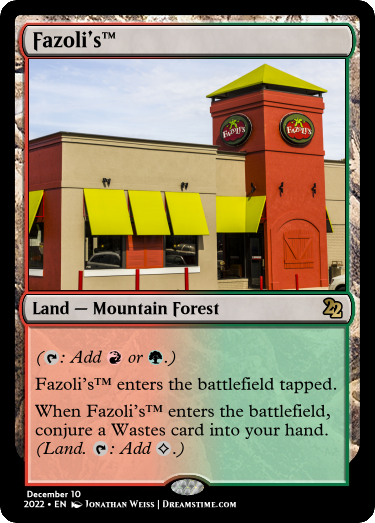 Fazoli's™
FAZOLI'S
FAZOLI'S
Land — Mountain Forest
22
(T: Add R or G.)
Fazoli's™ enters the battlefield tapped.
When Fazoli's™ enters the battlefield,
conjure a Wastes card into your hand.
(Land. T: Add C.)
December 10
2022 • EN JONATHAN WEISS | DREAMSTIME.COM